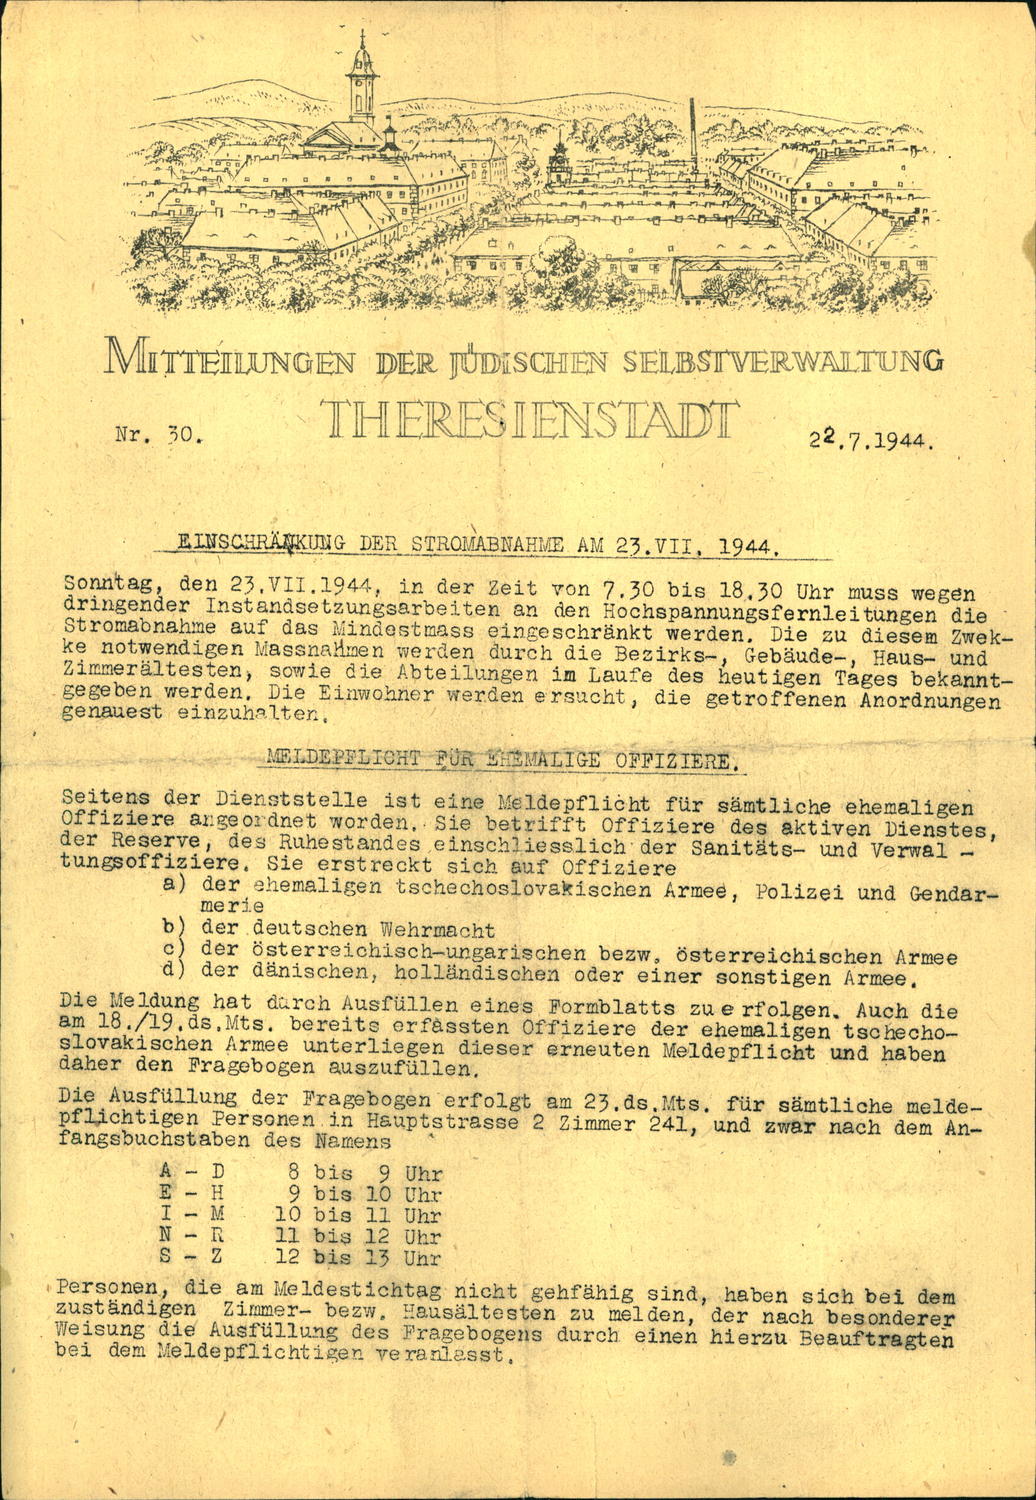 MITTEILUNGEN DER JÜDISCHEN SELBSTVERWALTUNG
THERESIENSTADT
Nr. 30.
22.7.1944.
EINSCHRÄNKUNG DER STROMABNAHME AM 23.VII. 1944.
Sonntag, den 23.VII.1944, in der Zeit von 7.30 bis 18.30 Uhr muss wegen
dringender Instandsetzungsarbeiten an den Hochspannungsfernleitungen die
Stromabnahme auf das Mindestmass eingeschränkt werden. Die zu diesem Zwek-
ke notwendigen Massnahmen werden durch die Bezirks-, Gebäude-, Haus- und
Zimmerältesten, sowie die Abteilungen im Laufe des heutigen Tages bekannt-
gegeben werden. Die Einwohner werden ersucht, die getroffenen Anordnungen
genauest einzuhalten.
MELDEPFLICHT FÜR EHEMALIGE OFFIZIERE.
Seitens der Dienststelle ist eine Meldepflicht für sämtliche ehemaligen
Offiziere angeordnet worden. Sie betrifft Offiziere des aktiven Dienstes,
der Reserve, des Ruhestandes einschliesslich der Sanitäts- und Verwal -
tungsoffiziere. Sie erstreckt sich auf Offiziere
a) der ehemaligen tschechoslovakischen Armee, Polizei und Gendar-
merie
b) der deutschen Wehrmacht
c) der österreichisch-ungarischen bezw. österreichischen Armee
d) der dänischen, holländischen oder einer sonstigen Armee.
Die Meldung hat durch Ausfüllen eines Formblatts zu erfolgen. Auch die
am 18./19.ds.Mts. bereits erfassten Offiziere der ehemaligen tschecho-
slovakischen Armee unterliegen dieser erneuten Meldepflicht und haben
daher den Fragebogen auszufüllen.
Die Ausfüllung der Fragebogen erfolgt am 23.ds.Mts. für sämtliche melde-
pflichtigen Personen in Hauptstrasse 2 Zimmer 241, und zwar nach dem An-
fangsbuchstaben des Namens
A - D 8 bis 9 Uhr
E - H 9 bis 10 Uhr
I - M 10 bis 11 Uhr
N - R 11 bis 12 Uhr
S - Z 12 bis 13 Uhr
Personen, die am Meldestichtag nicht gehfähig sind, haben sich bei dem
zuständigen Zimmer- bezw. Hausältesten zu melden, der nach besonderer
Weisung die Ausfüllung des Fragebogens durch einen hierzu Beauftragten
bei dem Meldepflichtigen veranlasst.